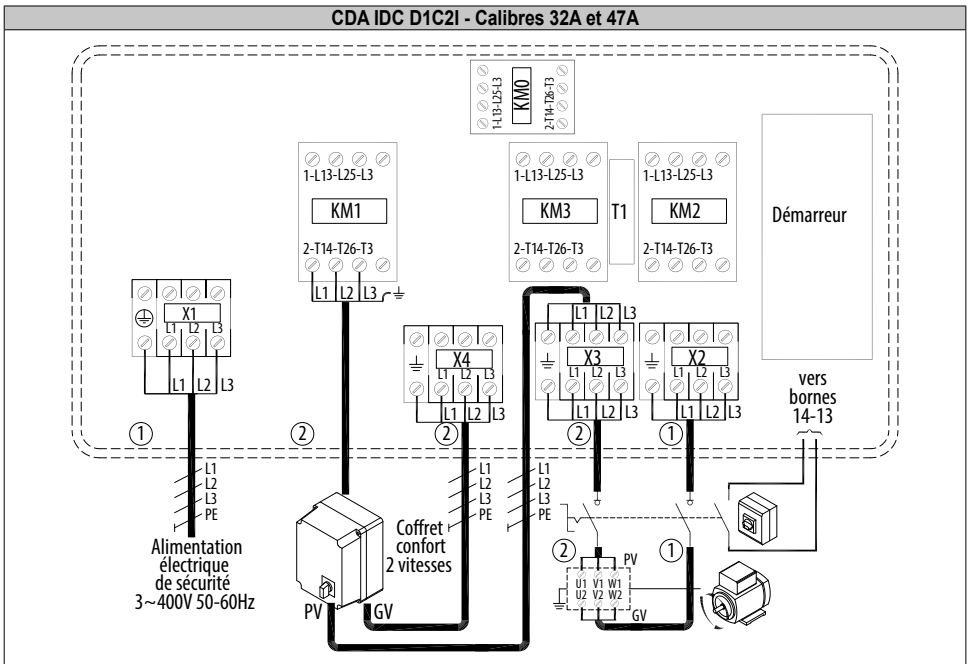 CDA IDC D1C2I - Calibres 32A et 47A
1-L13-L25-L3
KM0
2-T14-T26-T3
1-L13-L25-L3
KM1
2-T14-T26-T3
L1 L2 L3
1-L13-L25-L3
KM3
2-T14-T26-T3
T1
1-L13-L25-L3
KM2
2-T14-T26-T3
Démarreur
X1
L1 L2 L3
L1 L2 L3
X4
L1 L2 L3
L1 L2 L3
L1 L2 L3
X3
L1 L2 L3
L1 L2 L3
X2
L1 L2 L3
L1 L2 L3
vers
bornes
14-13
1
2
2
2
1
L1
L2
L3
PE
L1
L2
L3
PE
L1
L2
L3
PE
Alimentation
électrique
de sécurité
3~400V 50-60Hz
Coffret
confort
2 vitesses
PV
GV
2
1
PV
U1 V1 W1
U2 V2 W2
GV